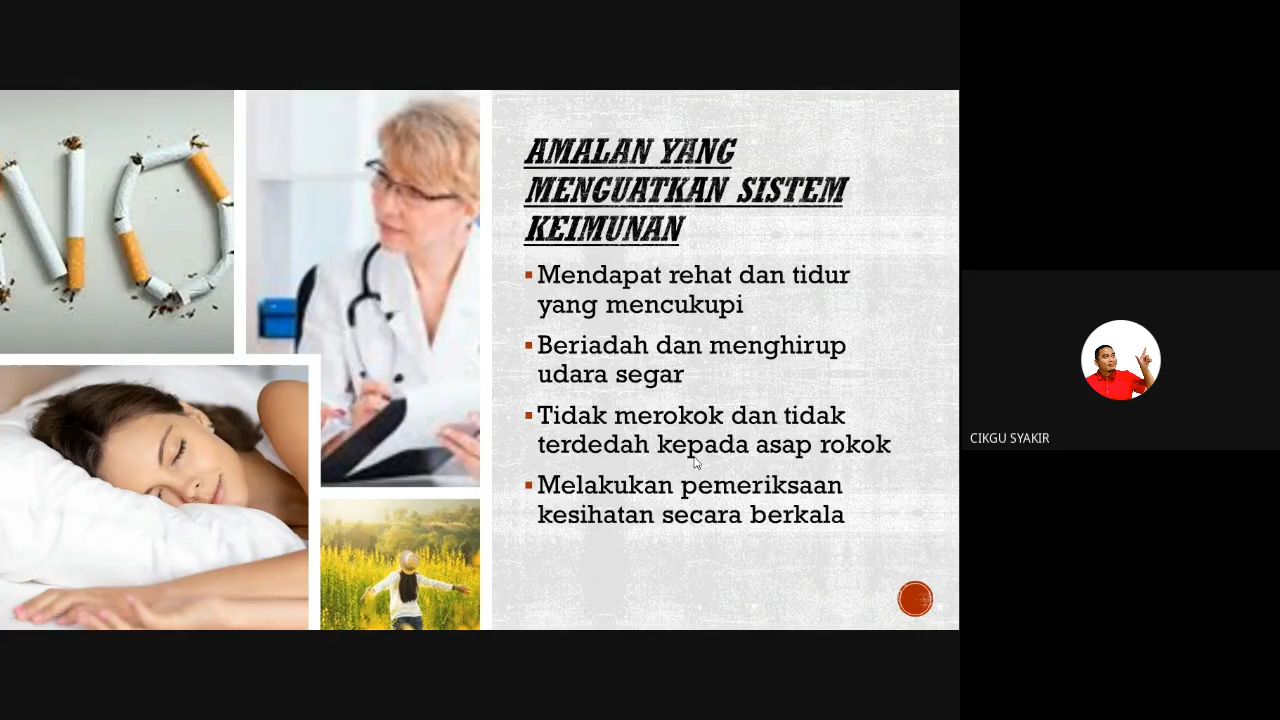 NO
AMALAN YANG
MENGUATKAN SISTEM
KEIMUNAN
▪Mendapat rehat dan tidur
yang mencukupi
▪Beriadah dan menghirup
udara segar
▪Tidak merokok dan tidak
terdedah kepada asap rokok
▪Melakukan pemeriksaan
kesihatan secara berkala
CIKGU SYAKIR